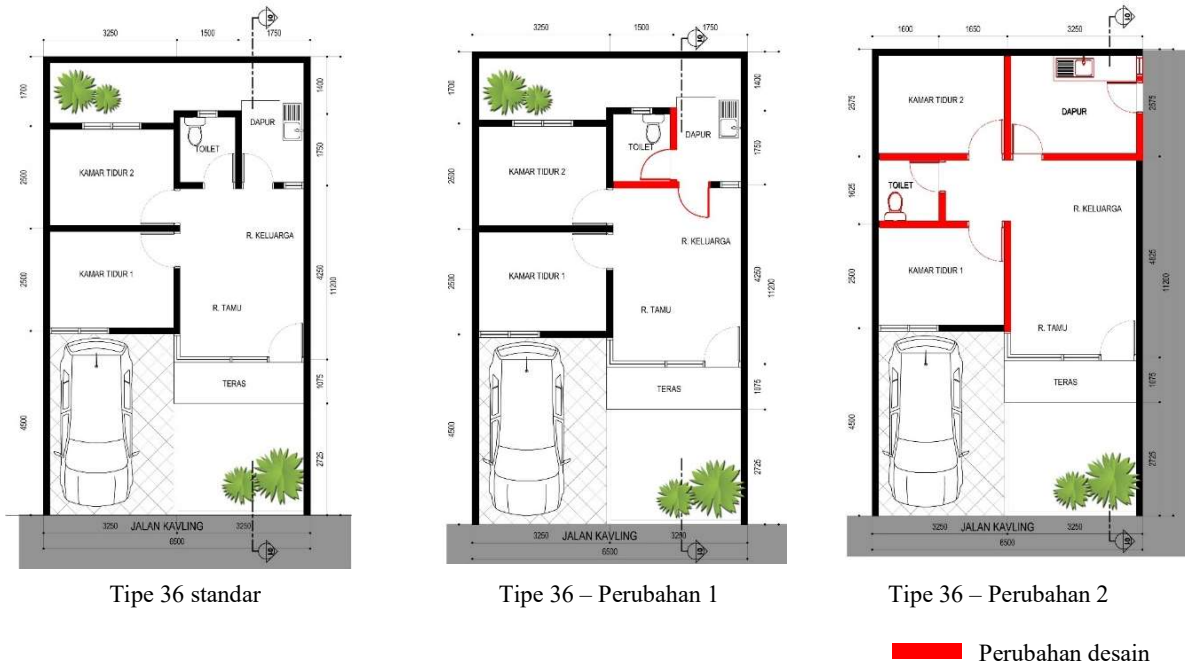 3250 1500 1750
1700
1400
DAPUR
TOILET
1750
2500
KAMAR TIDUR 2
R. KELUARGA
2500
KAMAR TIDUR 1
4250
11200
R. TAMU
TERAS
1075
4500
2725
3250 JALAN KAVLING 3250
6500
Tipe 36 standar
3250 1500 1750
1700
1400
DAPUR
TOILET
1750
2500
KAMAR TIDUR 2
R. KELUARGA
2500
KAMAR TIDUR 1
4250
11200
R. TAMU
TERAS
1075
4500
2725
3250 JALAN KAVLING 3250
6500
Tipe 36 – Perubahan 1
1600 1650 3250
2575
KAMAR TIDUR 2
DAPUR
2575
1625
TOILET
R. KELUARGA
2500
KAMAR TIDUR 1
4825
11200
R. TAMU
TERAS
1075
4500
2725
3250 JALAN KAVLING 3250
6500
Tipe 36 – Perubahan 2
Perubahan desain